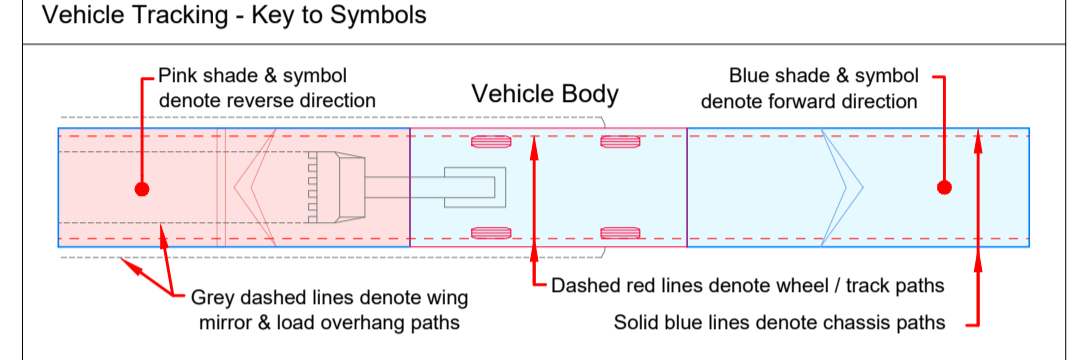 Vehicle Tracking - Key to Symbols
Pink shade & symbol
denote reverse direction
Vehicle Body
Blue shade & symbol
denote forward direction
Grey dashed lines denote wing
mirror & load overhang paths
Dashed red lines denote wheel / track paths
Solid blue lines denote chassis paths